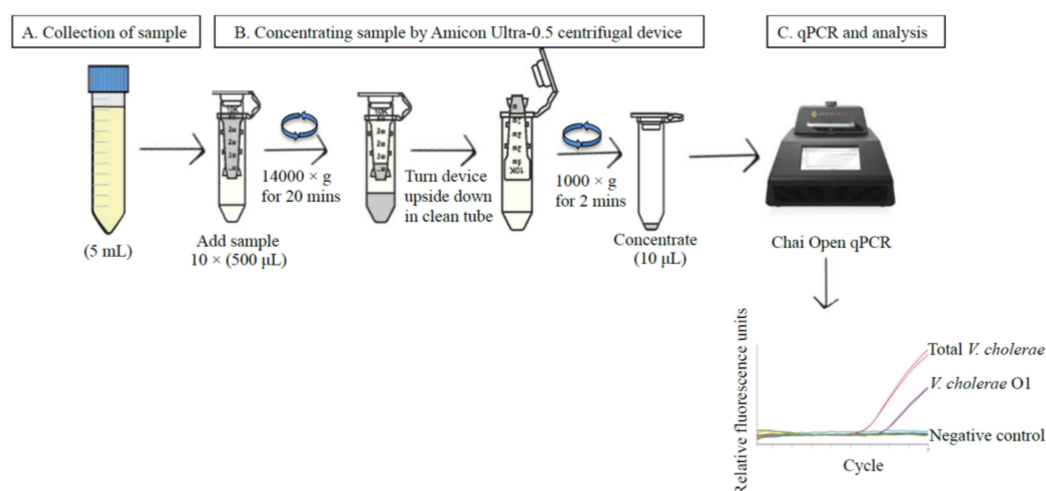 A. Collection of sample
B. Concentrating sample by Amicon Ultra-0.5 centrifugal device
C. qPCR and analysis
(5 mL)
Add sample
10 × (500 μL)
14000 × g
for 20 mins
Turn device
upside down
in clean tube
1000 × g
for 2 mins
Concentrate
(10 μL)
Chai Open qPCR
Relative fluorescence units
Total V. cholerae
V. cholerae O1
Negative control
Cycle